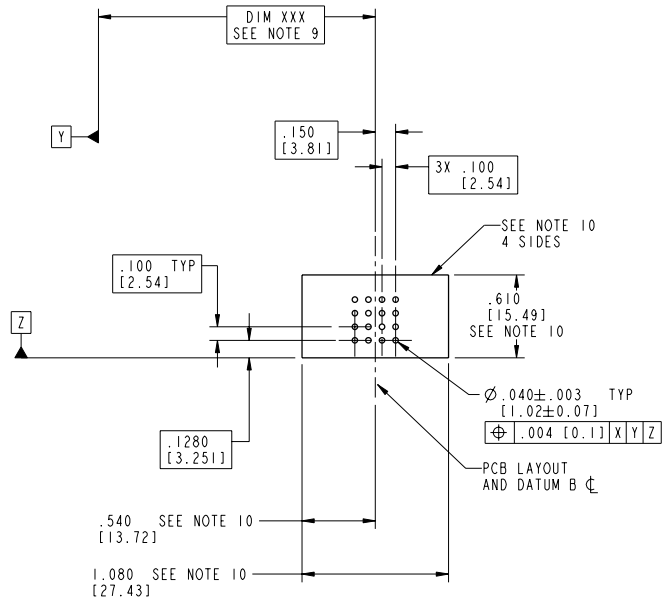 DIM XXX
SEE NOTE 9
Y
.150
[3.81]
3X .100
[2.54]
SEE NOTE 10
4 SIDES
.100 TYP
[2.54]
Z
.610
[15.49]
SEE NOTE 10
Ø.040±.003 TYP
[1.02±0.07]
⌖ .004 [0.1] X Y Z
.1280
[3.251]
PCB LAYOUT
AND DATUM B ℄
.540 SEE NOTE 10
[13.72]
1.080 SEE NOTE 10
[27.43]